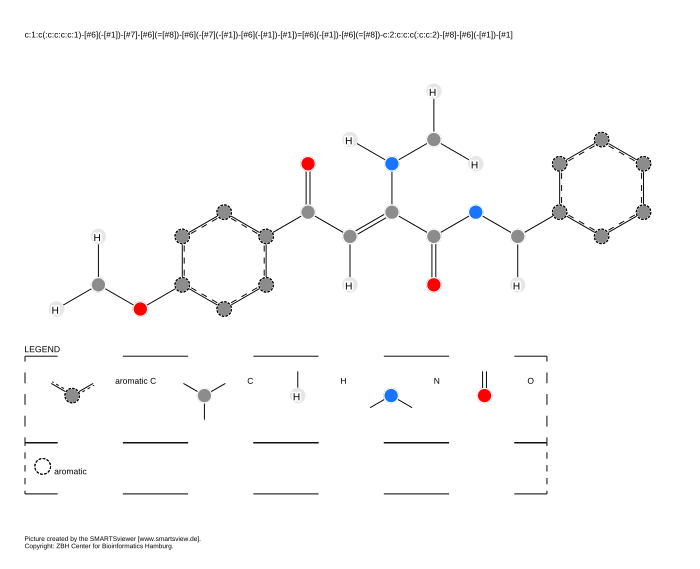 c:1:c(:c:c:c:c:1)-[#6](-[#1])-[#7]-[#6](=[#8])-[#6](-[#7](-[#1])-[#6](-[#1])-[#1])=[#6](-[#1])-[#6](=[#8])-c:2:c:c:c(:c:c:2)-[#8]-[#6](-[#1])-[#1]
H
H
H
H
H
H
H
H
LEGEND
aromatic C
C
H
H
N
O
aromatic
Picture created by the SMARTSviewer [www.smartsview.de].
Copyright: ZBH Center for Bioinformatics Hamburg.